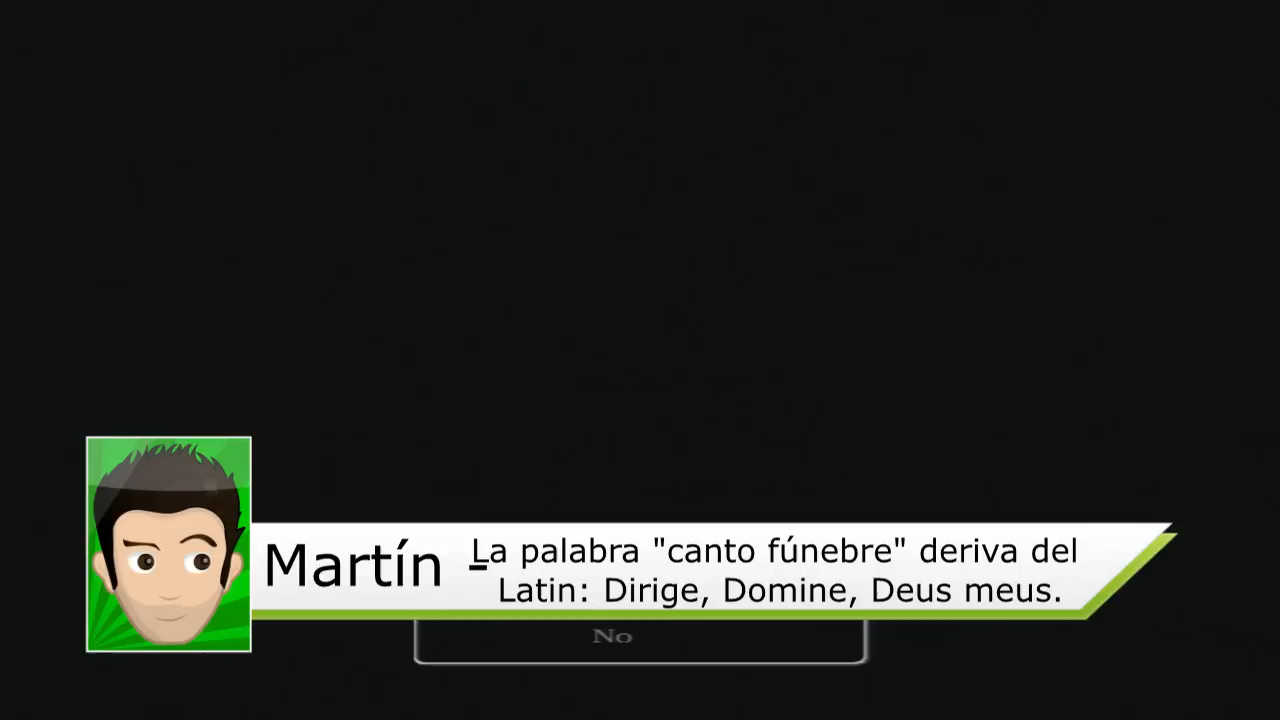 Martín -
La palabra "canto fúnebre" deriva del
Latin: Dirige, Domine, Deus meus.
No